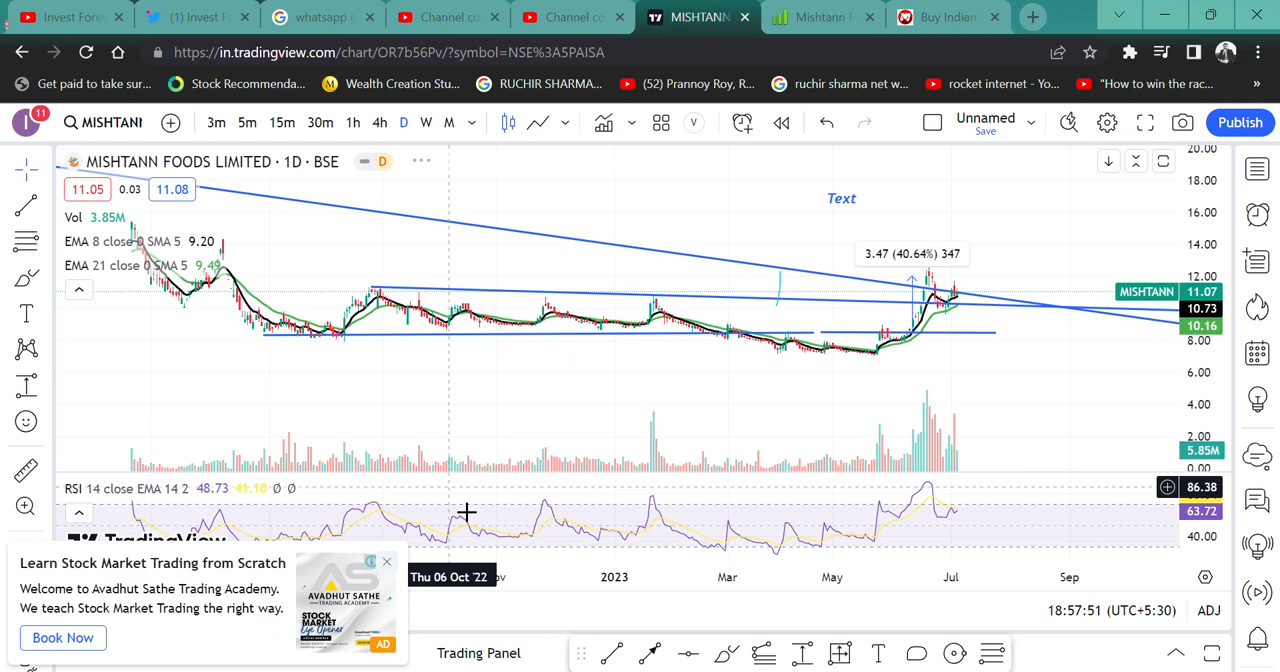 Invest Fore
(1) Invest F
whatsapp g
Channel co
Channel co
MISHTANN
Mishtann F
Buy Indian
https://in.tradingview.com/chart/OR7b56Pv/?symbol=NSE%3A5PAISA
Get paid to take sur...
Stock Recommenda...
Wealth Creation Stu...
RUCHIR SHARMA...
(52) Prannoy Roy, R...
ruchir sharma net w...
rocket internet - Yo...
"How to win the rac...
»
I 11
MISHTANN
3m 5m 15m 30m 1h 4h D W M
V
Unnamed
Save
Publish
MISHTANN FOODS LIMITED · 1D · BSE
D
11.05 0.03 11.08
Vol 3.85M
EMA 8 close 0 SMA 5 9.20
EMA 21 close 0 SMA 5 9.49
Text
3.47 (40.64%) 347
20.00
18.00
16.00
14.00
12.00
MISHTANN 11.07
10.73
10.16
8.00
6.00
4.00
2.00
5.85M
0.00
RSI 14 close EMA 14 2 48.73 41.10 Ø Ø
86.38
63.72
40.00
TradingView
Thu 06 Oct '22
ov
2023
Mar
May
Jul
Sep
Learn Stock Market Trading from Scratch
Welcome to Avadhut Sathe Trading Academy.
We teach Stock Market Trading the right way.
Book Now
AS
AVADHUT SATHE
TRADING ACADEMY
STOCK
MARKET
Eye Opener
AD
18:57:51 (UTC+5:30) ADJ
Trading Panel